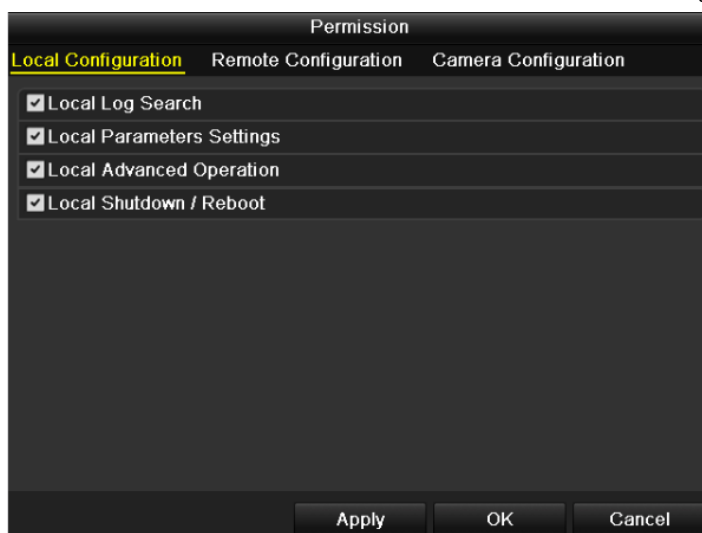 Permission
Local Configuration Remote Configuration Camera Configuration
Local Log Search
Local Parameters Settings
Local Advanced Operation
Local Shutdown / Reboot
Apply OK Cancel